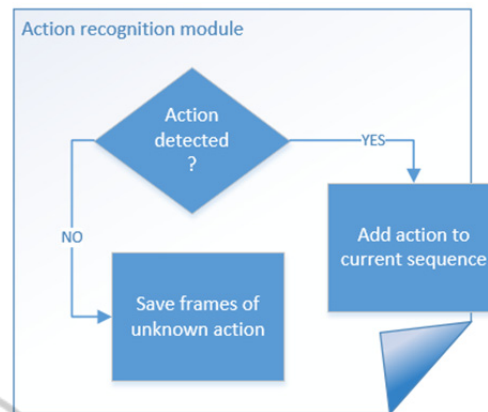 Action recognition module
Action
detected
?
YES
NO
Add action to
current sequence
Save frames of
unknown action